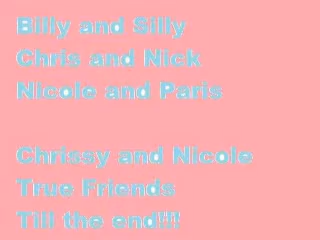 Billy and Silly
Chris and Nick
Nicole and Paris
Chrissy and Nicole
True Friends
Till the end!!!